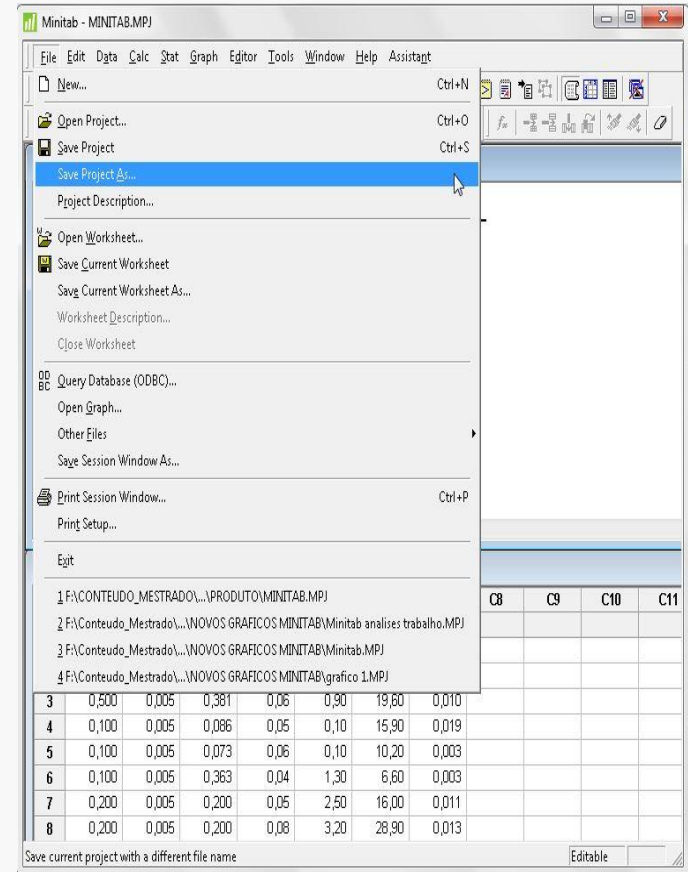 Minitab - MINITAB.MPJ
File Edit Data Calc Stat Graph Editor Tools Window Help Assistant
New... Ctrl+N
Open Project... Ctrl+O
Save Project Ctrl+S
Save Project As...
Project Description...
Open Worksheet...
Save Current Worksheet
Save Current Worksheet As...
Worksheet Description...
Close Worksheet
Query Database (ODBC)...
Open Graph...
Other Files
Save Session Window As...
Print Session Window... Ctrl+P
Print Setup...
Exit
1 F:\CONTEUDO_MESTRADO\...\PRODUTO\MINITAB.MPJ
2 F:\Conteudo_Mestrado\...\NOVOS GRAFICOS MINITAB\Minitab analises trabalho.MPJ
3 F:\Conteudo_Mestrado\...\NOVOS GRAFICOS MINITAB\Minitab.MPJ
4 F:\Conteudo_Mestrado\...\NOVOS GRAFICOS MINITAB\grafico 1.MPJ
C8 C9 C10 C11
3 0,500 0,005 0,381 0,06 0,90 19,60 0,010
4 0,100 0,005 0,086 0,05 0,10 15,90 0,019
5 0,100 0,005 0,073 0,06 0,10 10,20 0,003
6 0,100 0,005 0,363 0,04 1,30 6,60 0,003
7 0,200 0,005 0,200 0,05 2,50 16,00 0,011
8 0,200 0,005 0,200 0,08 3,20 28,90 0,013
Save current project with a different file name Editable